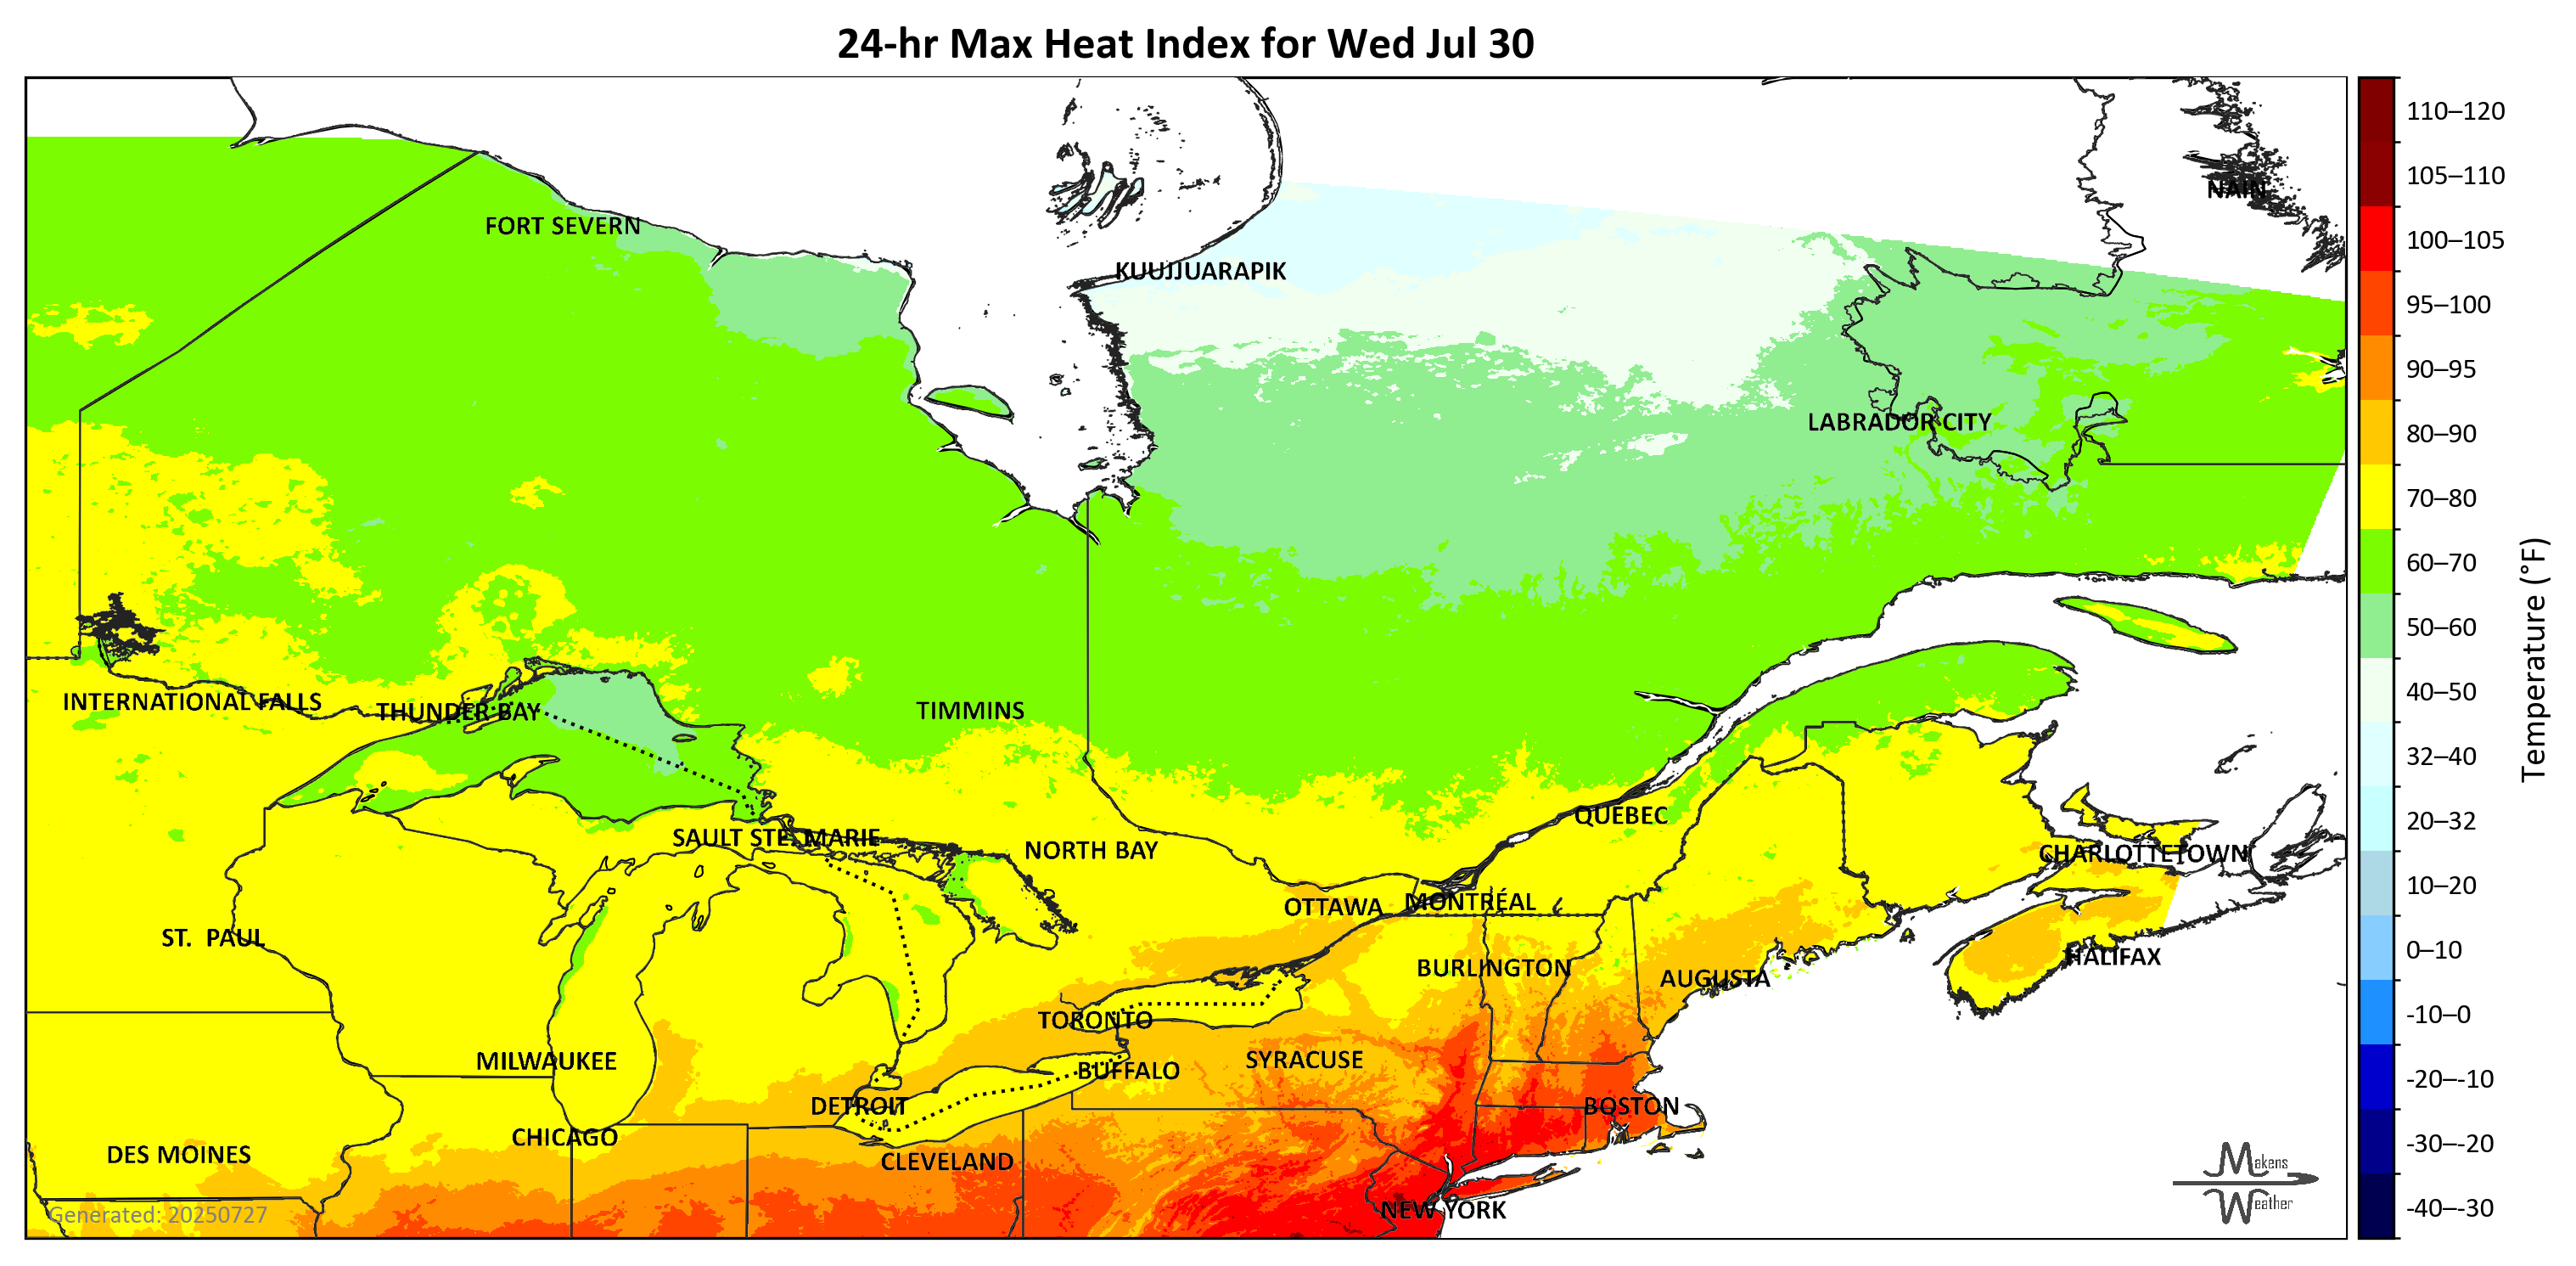 24-hr Max Heat Index for Wed Jul 30
110–120
105–110
NAIN
FORT SEVERN
100–105
KUUJJUARAPIK
95–100
90–95
LABRADOR CITY
80–90
70–80
60–70
50–60
Temperature (°F)
40–50
INTERNATIONAL FALLS
THUNDER BAY
TIMMINS
32–40
QUEBEC
20–32
SAULT STE. MARIE
NORTH BAY
CHARLOTTETOWN
10–20
OTTAWA
MONTRÉAL
ST. PAUL
0–10
HALIFAX
BURLINGTON
AUGUSTA
-10–0
TORONTO
MILWAUKEE
SYRACUSE
BUFFALO
-20–-10
DETROIT
BOSTON
CHICAGO
-30–-20
DES MOINES
CLEVELAND
Makens
Weather
NEW YORK
-40–-30
Generated: 20250727